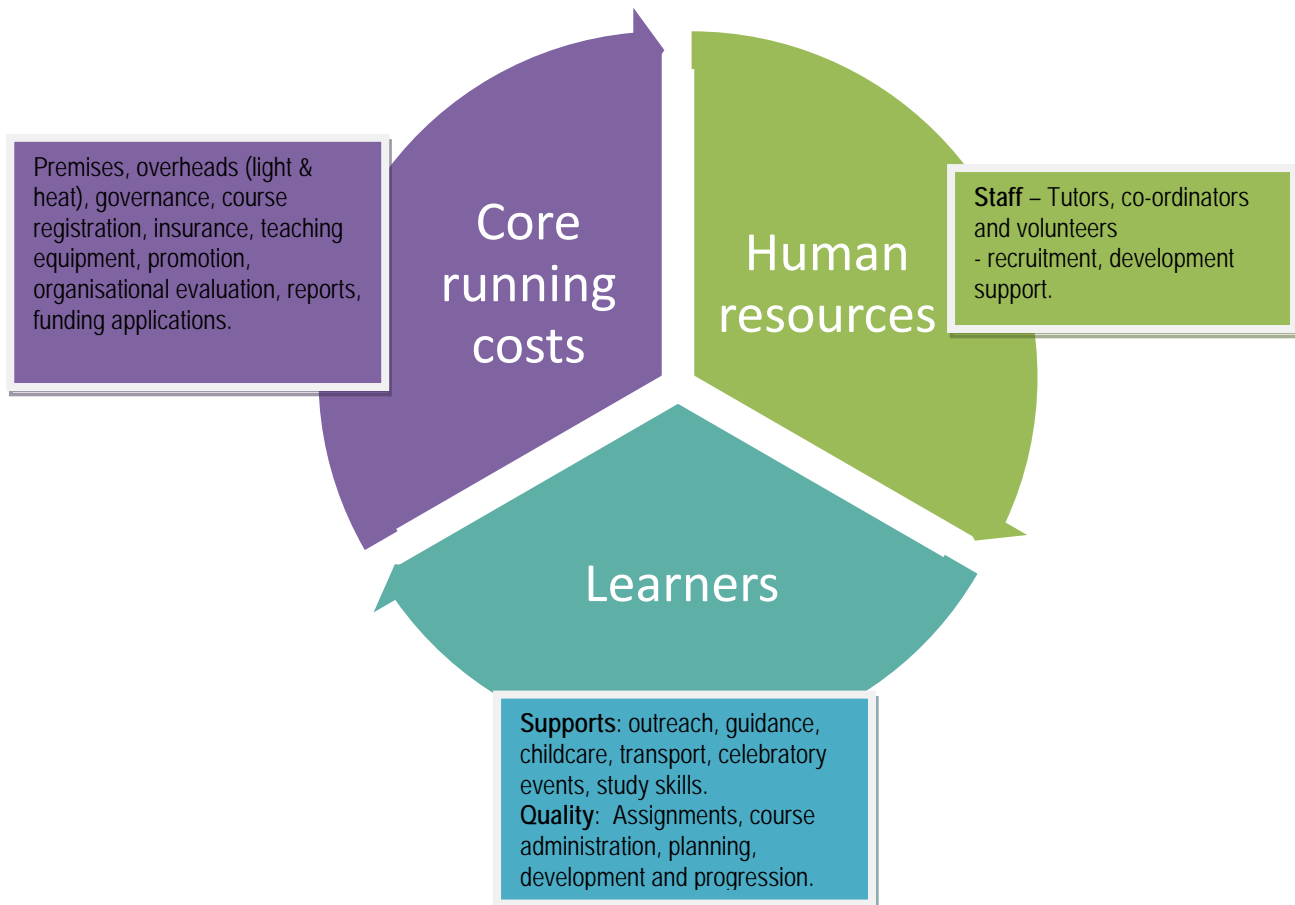 Premises, overheads (light &
heat), governance, course
registration, insurance, teaching
equipment, promotion,
organisational evaluation, reports,
funding applications.
Core
running
costs
Human
resources
Staff – Tutors, co-ordinators
and volunteers
- recruitment, development
support.
Learners
Supports: outreach, guidance,
childcare, transport, celebratory
events, study skills.
Quality:  Assignments, course
administration, planning,
development and progression.